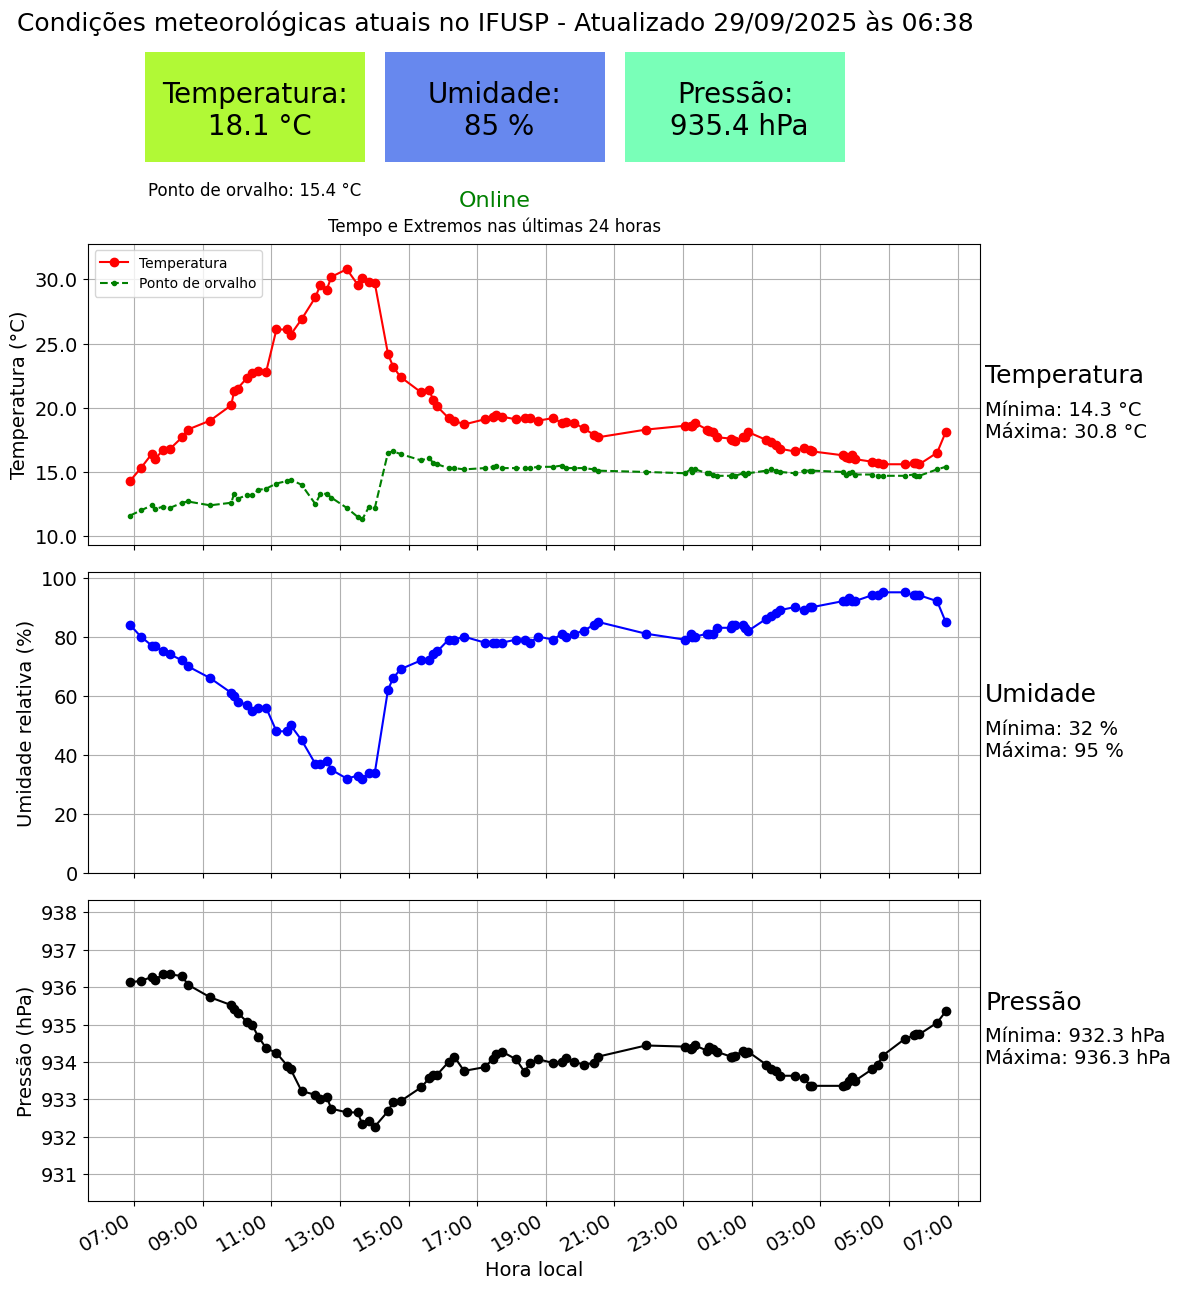 Condições meteorológicas atuais no IFUSP - Atualizado 29/09/2025 às 06:38
Temperatura:
18.1 °C
Umidade:
85 %
Pressão:
935.4 hPa
Ponto de orvalho: 15.4 °C
Online
Tempo e Extremos nas últimas 24 horas
Temperatura
Ponto de orvalho
Temperatura (°C)
30.0
25.0
20.0
15.0
10.0
Temperatura
Mínima: 14.3 °C
Máxima: 30.8 °C
Umidade relativa (%)
100
80
60
40
20
0
Umidade
Mínima: 32 %
Máxima: 95 %
Pressão (hPa)
938
937
936
935
934
933
932
931
Pressão
Mínima: 932.3 hPa
Máxima: 936.3 hPa
07:00
09:00
11:00
13:00
15:00
17:00
19:00
21:00
23:00
01:00
03:00
05:00
07:00
Hora local